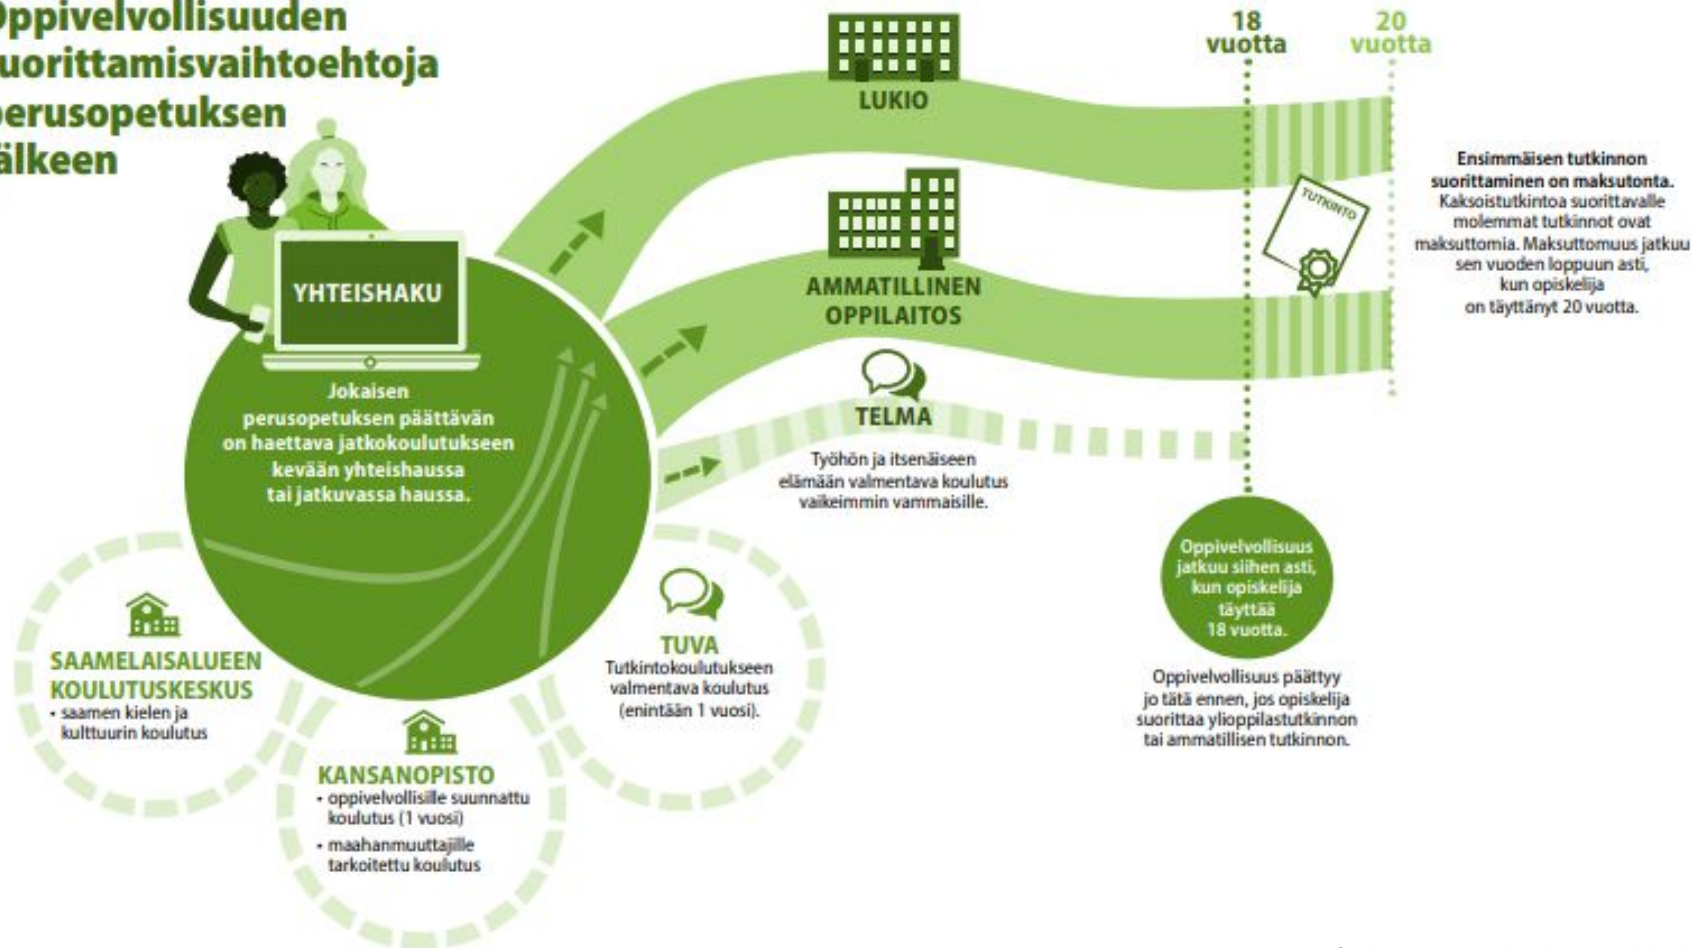 Oppivelvollisuuden
uorittamisvaihtoehtoja
perusopetuksen
älkeen
YHTEISHAKU
Jokaisen
perusopetuksen päättävän
on haettava jatkokoulutukseen
kevään yhteishaussa
tai jatkuvassa haussa.
LUKIO
AMMATILLINEN
OPPILAITOS
TELMA
Työhön ja itsenäiseen
elämään valmentava koulutus
vaikeimmin vammaisille.
18
vuotta
20
vuotta
TUTKINTO
Ensimmäisen tutkinnon
suorittaminen on maksutonta.
Kaksoistutkintoa suorittavalle
molemmat tutkinnot ovat
maksuttomia. Maksuttomuus jatkuu
sen vuoden loppuun asti,
kun opiskelija
on täyttänyt 20 vuotta.
Oppivelvollisuus
jatkuu siihen asti,
kun opiskelija
täyttää
18 vuotta.
Oppivelvollisuus päättyy
jo tätä ennen, jos opiskelija
suorittaa ylioppilastutkinnon
tai ammatillisen tutkinnon.
SAAMELAISALUEEN
KOULUTUSKESKUS
• saamen kielen ja
kulttuurin koulutus
KANSANOPISTO
• oppivelvollisille suunnattu
koulutus (1 vuosi)
• maahanmuuttajille
tarkoitettu koulutus
TUVA
Tutkintokoulutukseen
valmentava koulutus
(enintään 1 vuosi).